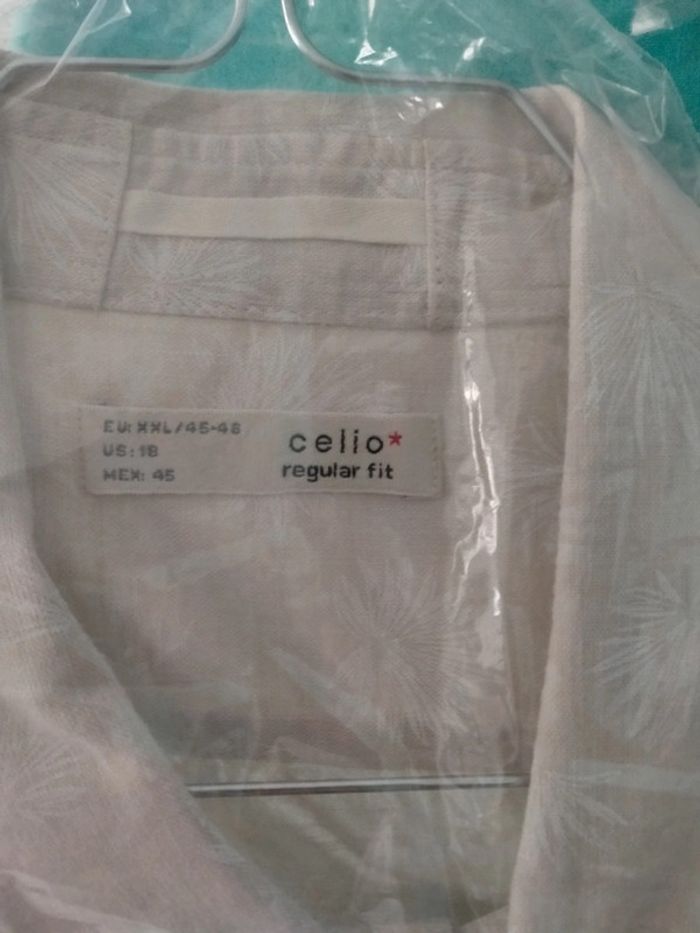 EU: XXL/45-46
US: 18
MEX: 45
celio*
regular fit